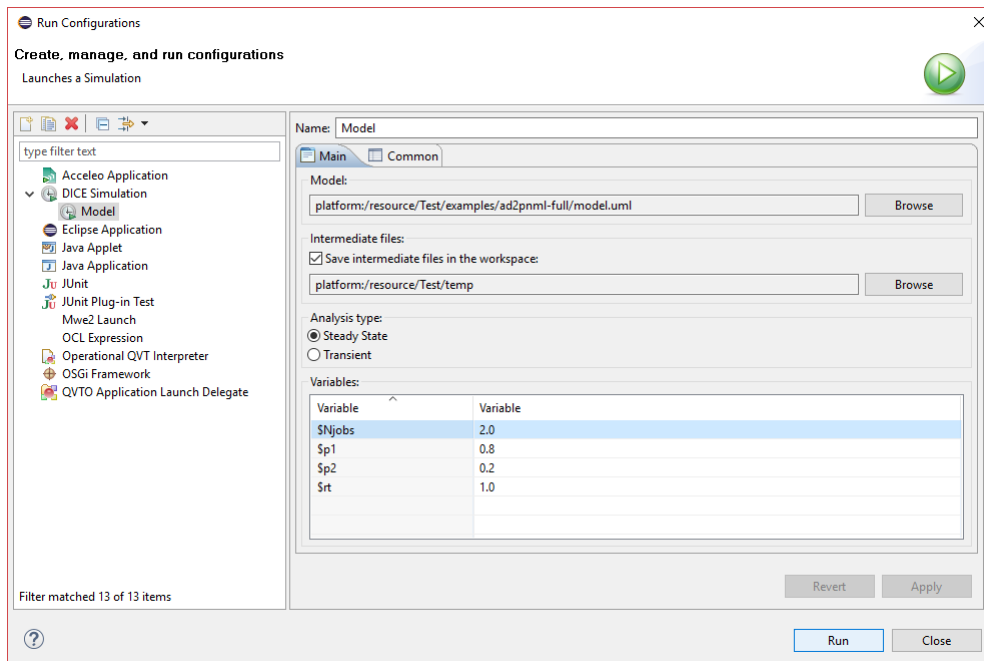 Run Configurations
Create, manage, and run configurations
Launches a Simulation
type filter text
Acceleo Application
DICE Simulation
Model
Eclipse Application
Java Applet
Java Application
JUnit
JUnit Plug-in Test
Mwe2 Launch
OCL Expression
Operational QVT Interpreter
OSGi Framework
QVTO Application Launch Delegate
Filter matched 13 of 13 items
Name: Model
Main Common
Model:
platform:/resource/Test/examples/ad2pnml-full/model.uml Browse
Intermediate files:
Save intermediate files in the workspace:
platform:/resource/Test/temp Browse
Analysis type:
Steady State
Transient
Variables:
Variable Variable
$Njobs 2.0
$p1 0.8
$p2 0.2
$rt 1.0
Revert Apply
Run Close